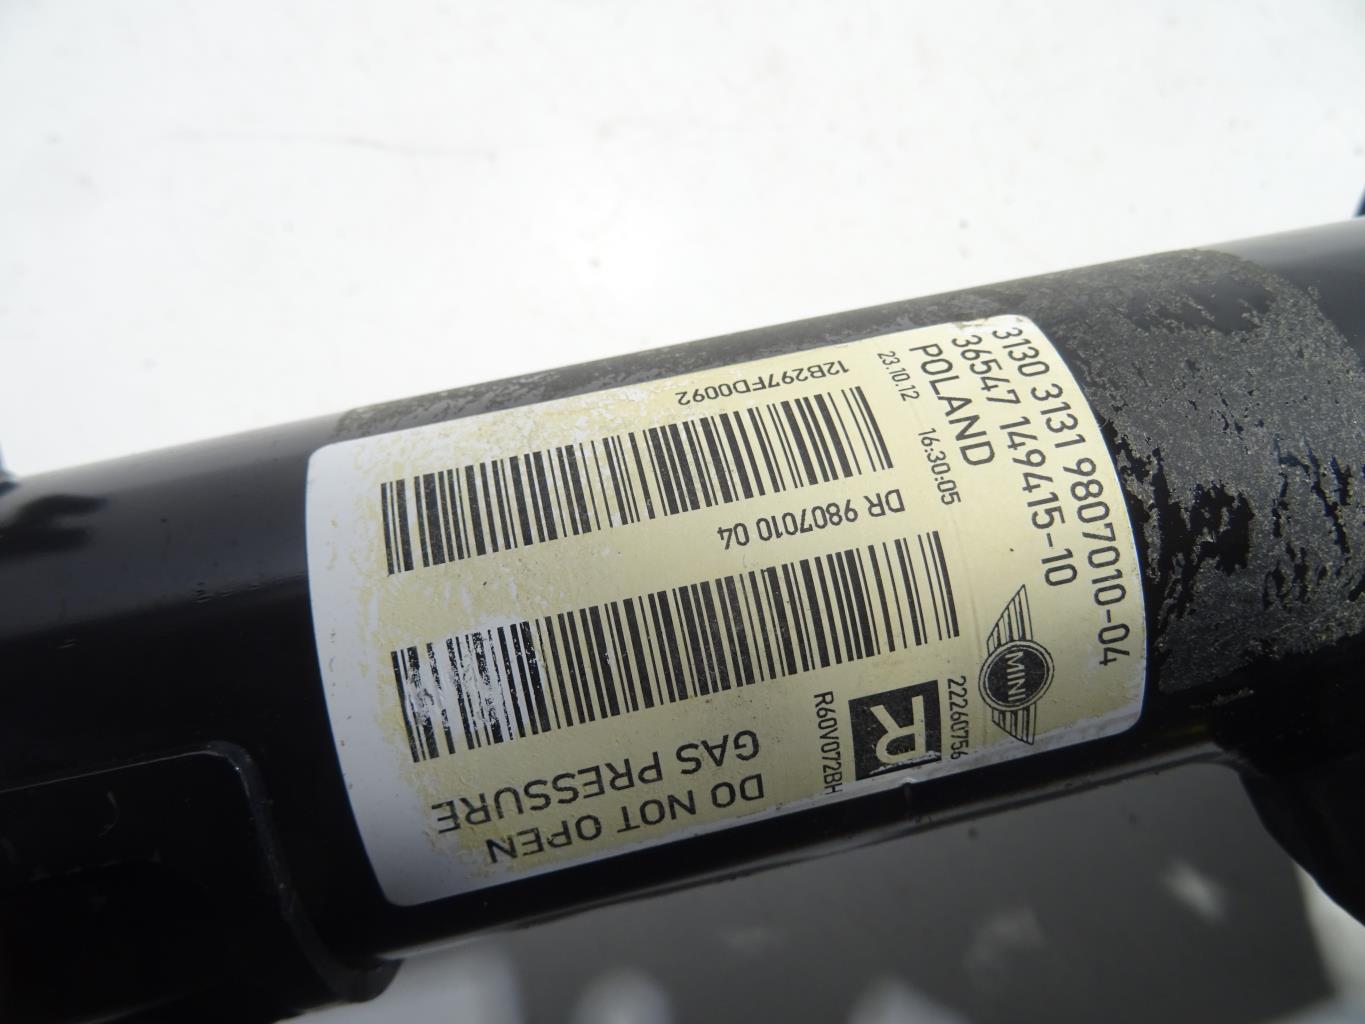 3130 3131 9807010-04
36547 149415-10
POLAND
23.10.12 16:30:05
MINI
R
22260756
R60V072BH
12B297FD0092
DR 9807010 04
DO NOT OPEN
GAS PRESSURE